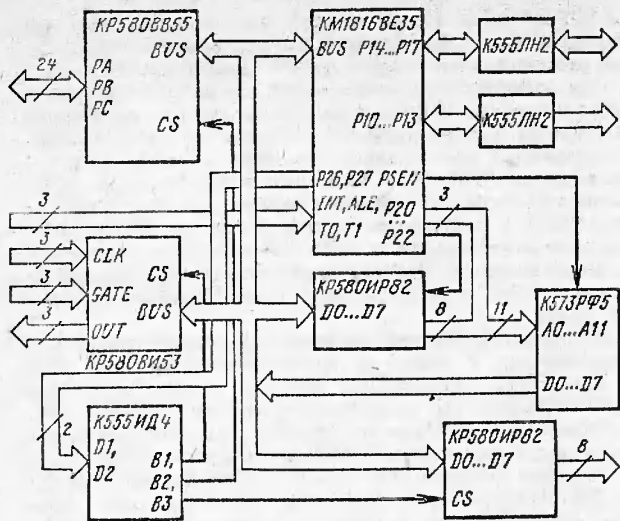 КР580ВВ55
BUS
24
PA
PB
PC
CS
КМ1816ВЕ35
BUS P14...P17
P10...P13
P26,P27 PSEN
INT,ALE, P20
T0,T1 ... P22
К555ЛН2
К555ЛН2
3
3
3
CLK
3
GATE
3
OUT
CS
BUS
КР580ВИ53
КР580ИР82
D0...D7
8
11
К573РФ5
A0...A11
D0...D7
2
К555ИД4
D1,
D2
B1,
B2,
B3
КР580ИР82
D0...D7
CS
8